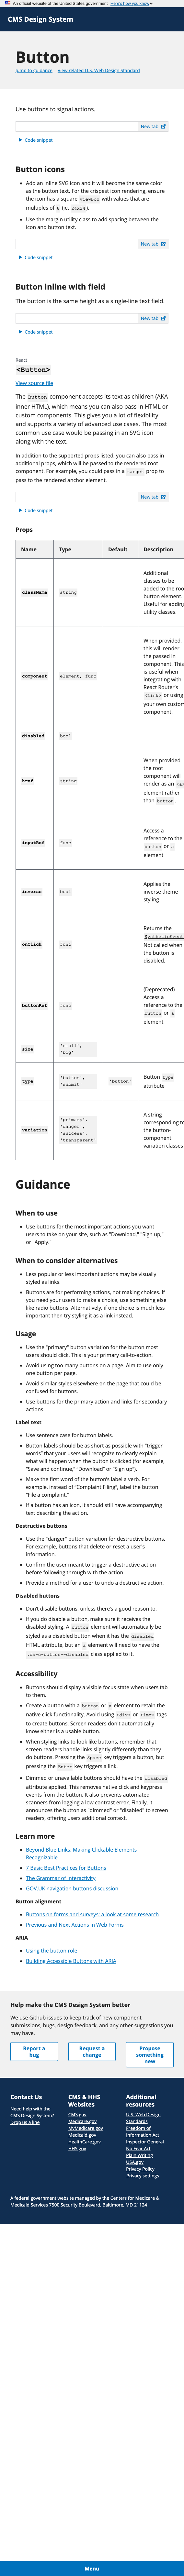 An official website of the United States government Here's how you know
CMS Design System
Button
Jump to guidance View related U.S. Web Design Standard
Use buttons to signal actions.
New tab
Code snippet
Button icons
Add an inline SVG icon and it will become the same color
as the button text. For the crispest icon rendering, ensure
the icon has a square viewBox with values that are
multiples of 8 (ie. 24x24).
Use the margin utility class to add spacing between the
icon and button text.
New tab
Code snippet
Button inline with field
The button is the same height as a single-line text field.
New tab
Code snippet
React
<Button>
View source file
The Button component accepts its text as children (AKA
inner HTML), which means you can also pass in HTML or
custom components. This gives you a lot of flexibility
and supports a variety of advanced use cases. The most
common use case would be passing in an SVG icon
along with the text.
In addition to the supported props listed, you can also pass in
additional props, which will be passed to the rendered root
component. For example, you could pass in a target prop to
pass to the rendered anchor element.
New tab
Code snippet
Props
Name Type Default Description
className string
Additional
classes to be
added to the root
button element.
Useful for adding
utility classes.
component element, func
When provided,
this will render
the passed in
component. This
is useful when
integrating with
React Router's
<Link> or using
your own custom
component.
disabled bool
href string
When provided
the root
component will
render as an <a>
element rather
than button.
inputRef func
Access a
reference to the
button or a
element
inverse bool
Applies the
inverse theme
styling
onClick func
Returns the
SyntheticEvent.
Not called when
the button is
disabled.
buttonRef func
(Deprecated)
Access a
reference to the
button or a
element
size 'small',
'big'
type 'button',
'submit'
'button'
Button type
attribute
variation 'primary',
'danger',
'success',
'transparent'
A string
corresponding to
the button-
component
variation classes
Guidance
When to use
Use buttons for the most important actions you want
users to take on your site, such as "Download," "Sign up,"
or "Apply."
When to consider alternatives
Less popular or less important actions may be visually
styled as links.
Buttons are for performing actions, not making choices. If
you need your users to make a choice, use something
like radio buttons. Alternatively, if one choice is much less
important then try styling it as a link instead.
Usage
Use the "primary" button variation for the button most
users should click. This is your primary call-to-action.
Avoid using too many buttons on a page. Aim to use only
one button per page.
Avoid similar styles elsewhere on the page that could be
confused for buttons.
Use buttons for the primary action and links for secondary
actions.
Label text
Use sentence case for button labels.
Button labels should be as short as possible with "trigger
words" that your users will recognize to clearly explain
what will happen when the button is clicked (for example,
"Save and continue," "Download" or "Sign up").
Make the first word of the button's label a verb. For
example, instead of "Complaint Filing", label the button
"File a complaint."
If a button has an icon, it should still have accompanying
text describing the action.
Destructive buttons
Use the "danger" button variation for destructive buttons.
For example, buttons that delete or reset a user's
information.
Confirm the user meant to trigger a destructive action
before following through with the action.
Provide a method for a user to undo a destructive action.
Disabled buttons
Don't disable buttons, unless there's a good reason to.
If you do disable a button, make sure it receives the
disabled styling. A button element will automatically be
styled as a disabled button when it has the disabled
HTML attribute, but an a element will need to have the
.ds-c-button--disabled class applied to it.
Accessibility
Buttons should display a visible focus state when users tab
to them.
Create a button with a button or a element to retain the
native click functionality. Avoid using <div> or <img> tags
to create buttons. Screen readers don't automatically
know either is a usable button.
When styling links to look like buttons, remember that
screen readers handle links slightly differently than they
do buttons. Pressing the Space key triggers a button, but
pressing the Enter key triggers a link.
Dimmed or unavailable buttons should have the disabled
attribute applied. This removes natural click and keypress
events from the button. It also prevents automated
contrast tests from logging a low contrast error. Finally, it
announces the button as "dimmed" or "disabled" to screen
readers, offering users additional context.
Learn more
Beyond Blue Links: Making Clickable Elements
Recognizable
7 Basic Best Practices for Buttons
The Grammar of Interactivity
GOV.UK navigation buttons discussion
Button alignment
Buttons on forms and surveys: a look at some research
Previous and Next Actions in Web Forms
ARIA
Using the button role
Building Accessible Buttons with ARIA
Help make the CMS Design System better
We use Github issues to keep track of new component
submissions, bugs, design feedback, and any other suggestions you
may have.
Report a
bug
Request a
change
Propose
something
new
Contact Us
Need help with the
CMS Design System?
Drop us a line
CMS & HHS
Websites
CMS.gov
Medicare.gov
MyMedicare.gov
Medicaid.gov
HealthCare.gov
HHS.gov
Additional
resources
U.S. Web Design
Standards
Freedom of
Information Act
Inspector General
No Fear Act
Plain Writing
USA.gov
Privacy Policy
Privacy settings
A federal government website managed by the Centers for Medicare &
Medicaid Services 7500 Security Boulevard, Baltimore, MD 21124
Menu